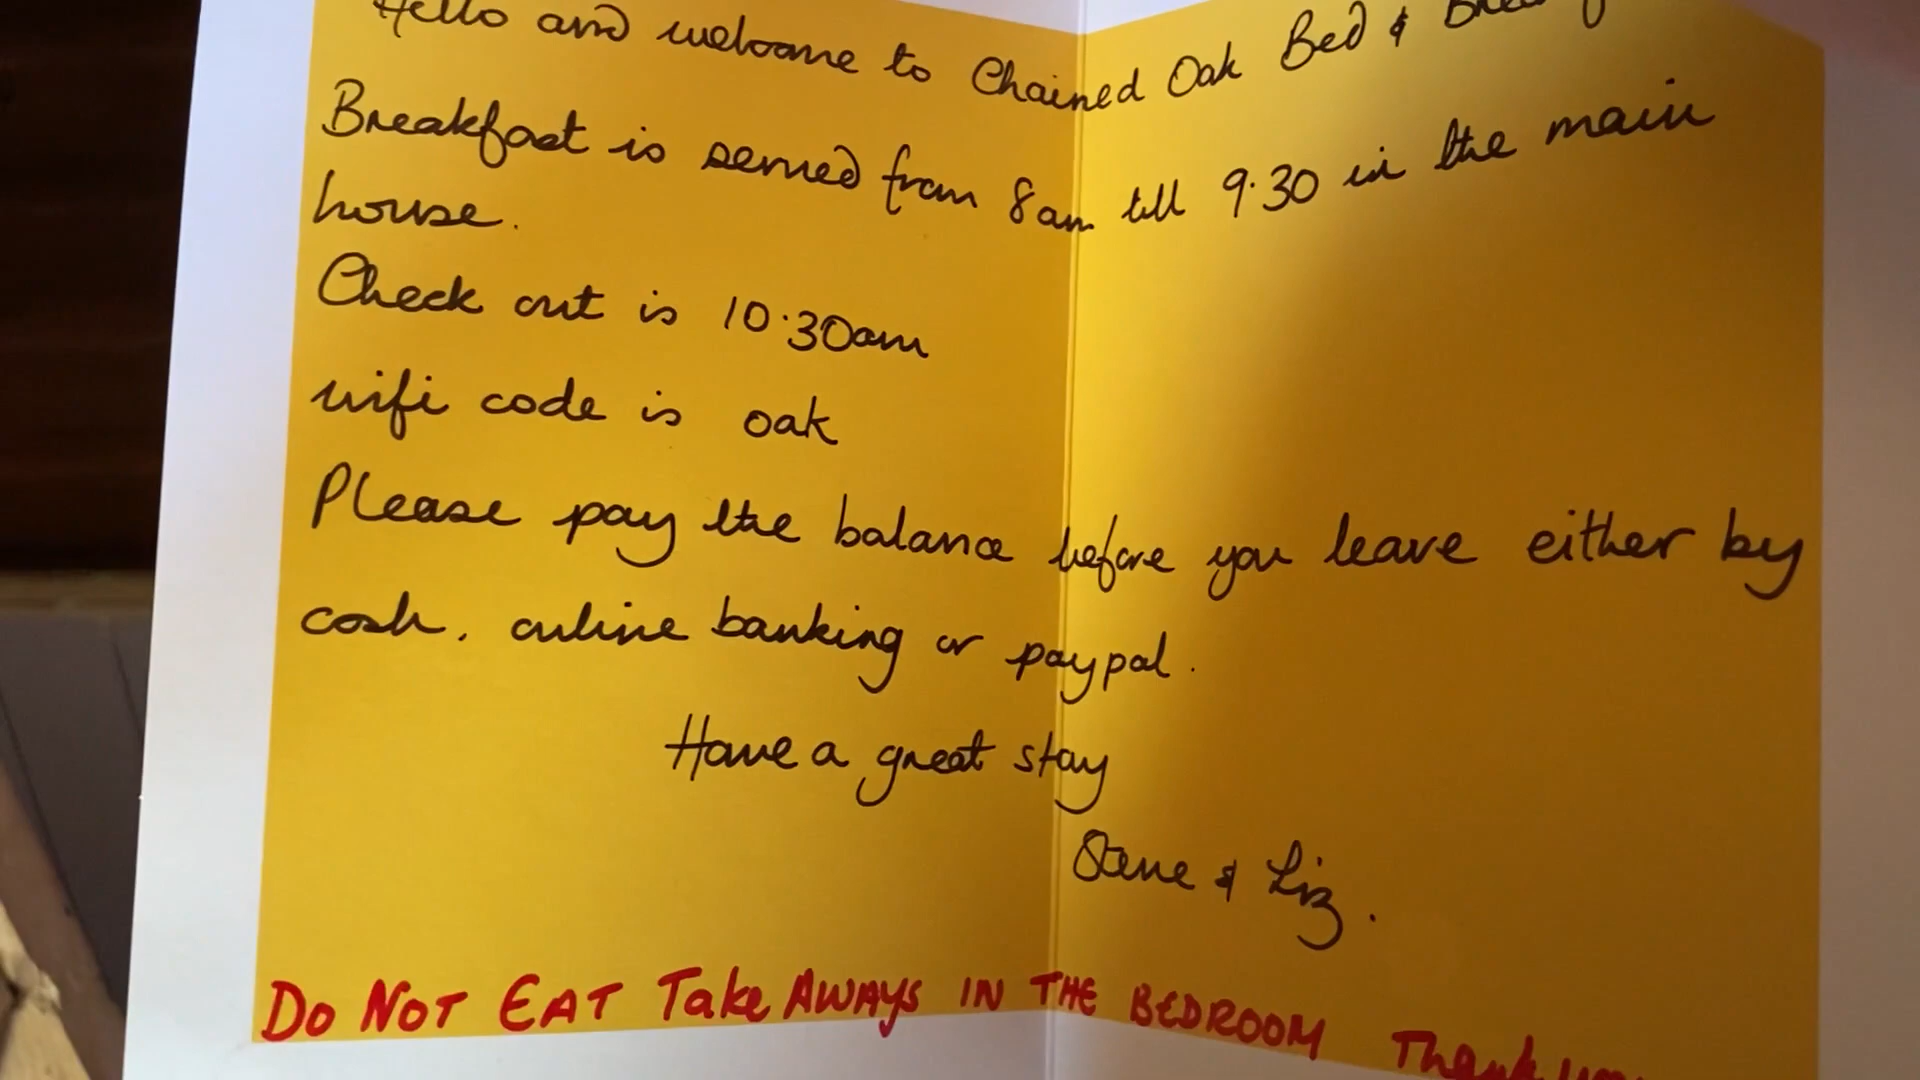 Hello and welcome to Chained Oak Bed &
Breakfast is served from 8am till 9.30 in the main
house.
Check out is 10.30am
wifi code is oak
Please pay the balance before you leave either by
cash, online banking or paypal.
Have a great stay
Steve & Liz.
DO NOT EAT Take AWAYS IN THE BEDROOM Thank